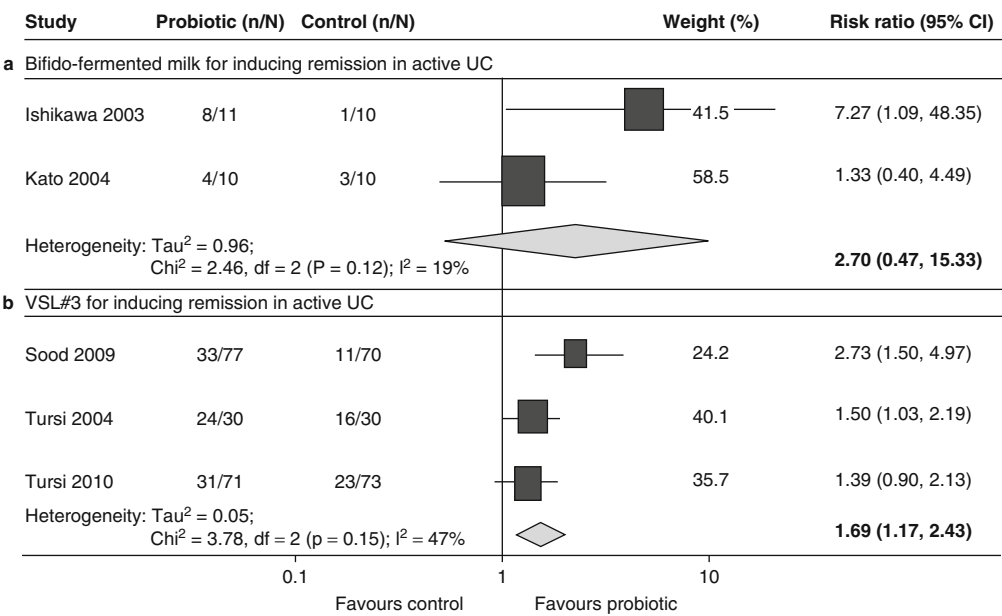 Study Probiotic (n/N) Control (n/N) Weight (%) Risk ratio (95% CI)
a Bifido-fermented milk for inducing remission in active UC
Ishikawa 2003 8/11 1/10 41.5 7.27 (1.09, 48.35)
Kato 2004 4/10 3/10 58.5 1.33 (0.40, 4.49)
Heterogeneity: Tau² = 0.96;
Chi² = 2.46, df = 2 (P = 0.12); I² = 19% 2.70 (0.47, 15.33)
b VSL#3 for inducing remission in active UC
Sood 2009 33/77 11/70 24.2 2.73 (1.50, 4.97)
Tursi 2004 24/30 16/30 40.1 1.50 (1.03, 2.19)
Tursi 2010 31/71 23/73 35.7 1.39 (0.90, 2.13)
Heterogeneity: Tau² = 0.05;
Chi² = 3.78, df = 2 (p = 0.15); I² = 47% 1.69 (1.17, 2.43)
0.1 1 10
Favours control Favours probiotic